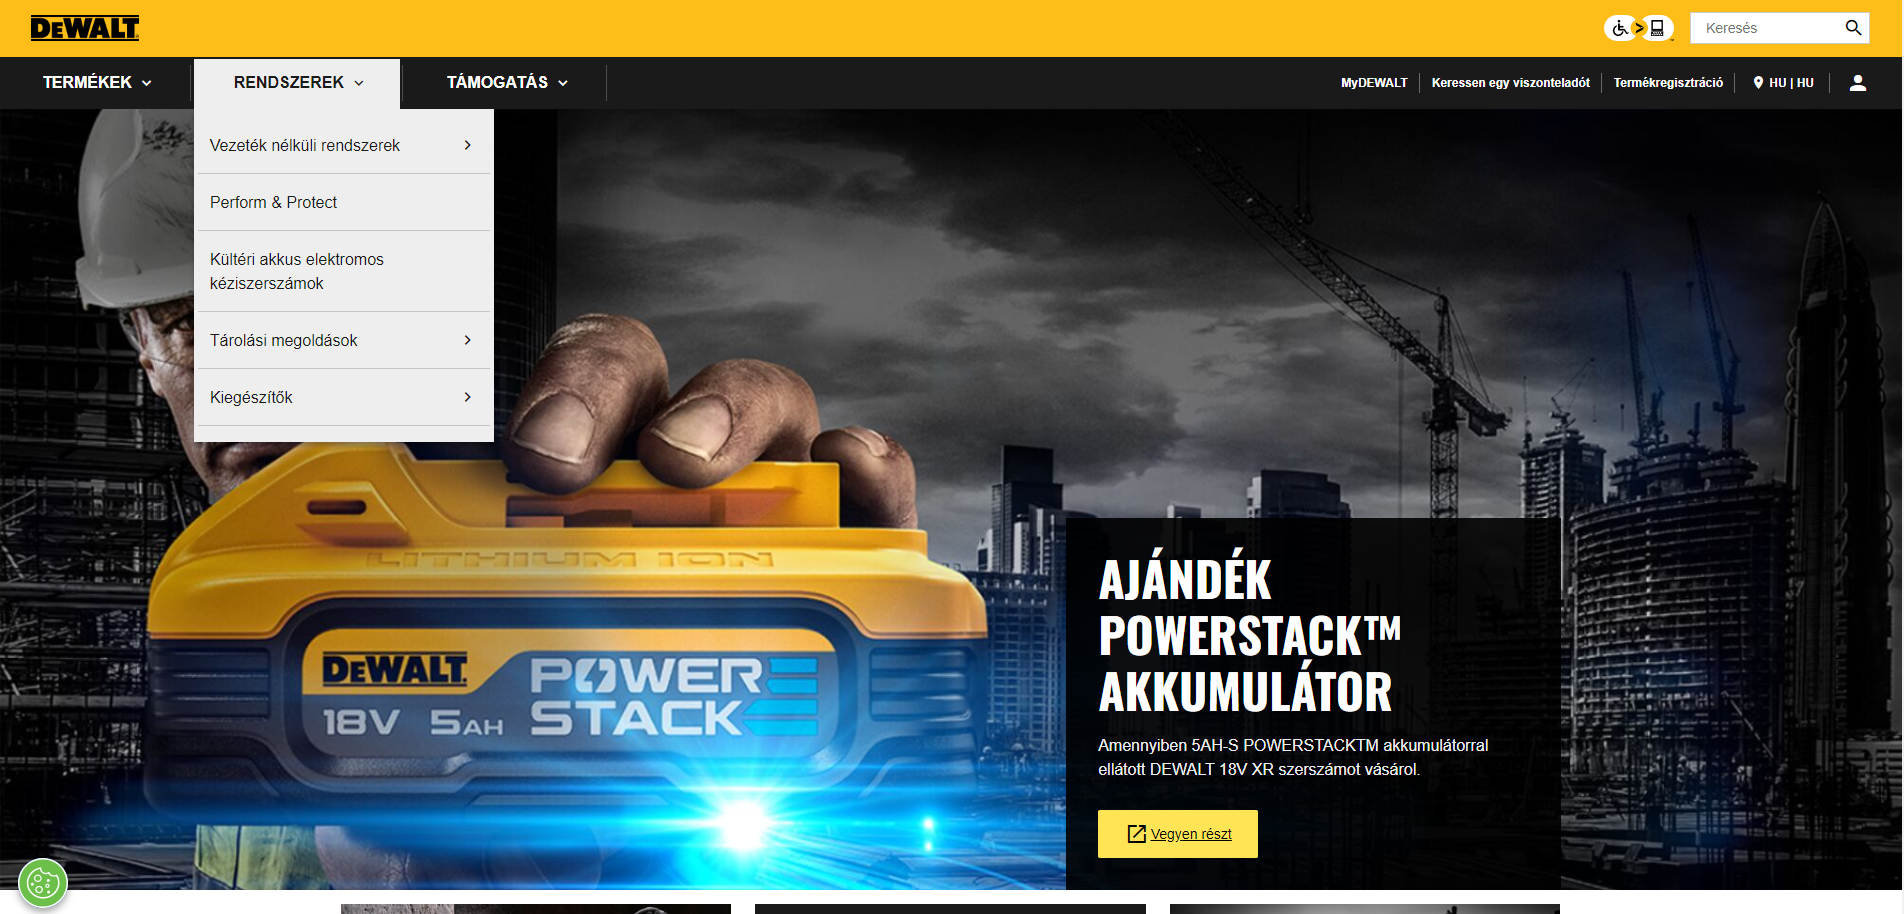 DEWALT
Keresés
TERMÉKEK
RENDSZEREK
TÁMOGATÁS
MyDEWALT
Keressen egy viszonteladót
Termékregisztráció
HU | HU
Vezeték nélküli rendszerek
Perform & Protect
Kültéri akkus elektromos
kéziszerszámok
Tárolási megoldások
Kiegészítők
LITHIUM ION
DEWALT
POWER
STACK
18V 5AH
AJÁNDÉK
POWERSTACK™
AKKUMULÁTOR
Amennyiben 5AH-S POWERSTACKTM akkumulátorral
ellátott DEWALT 18V XR szerszámot vásárol.
Vegyen részt